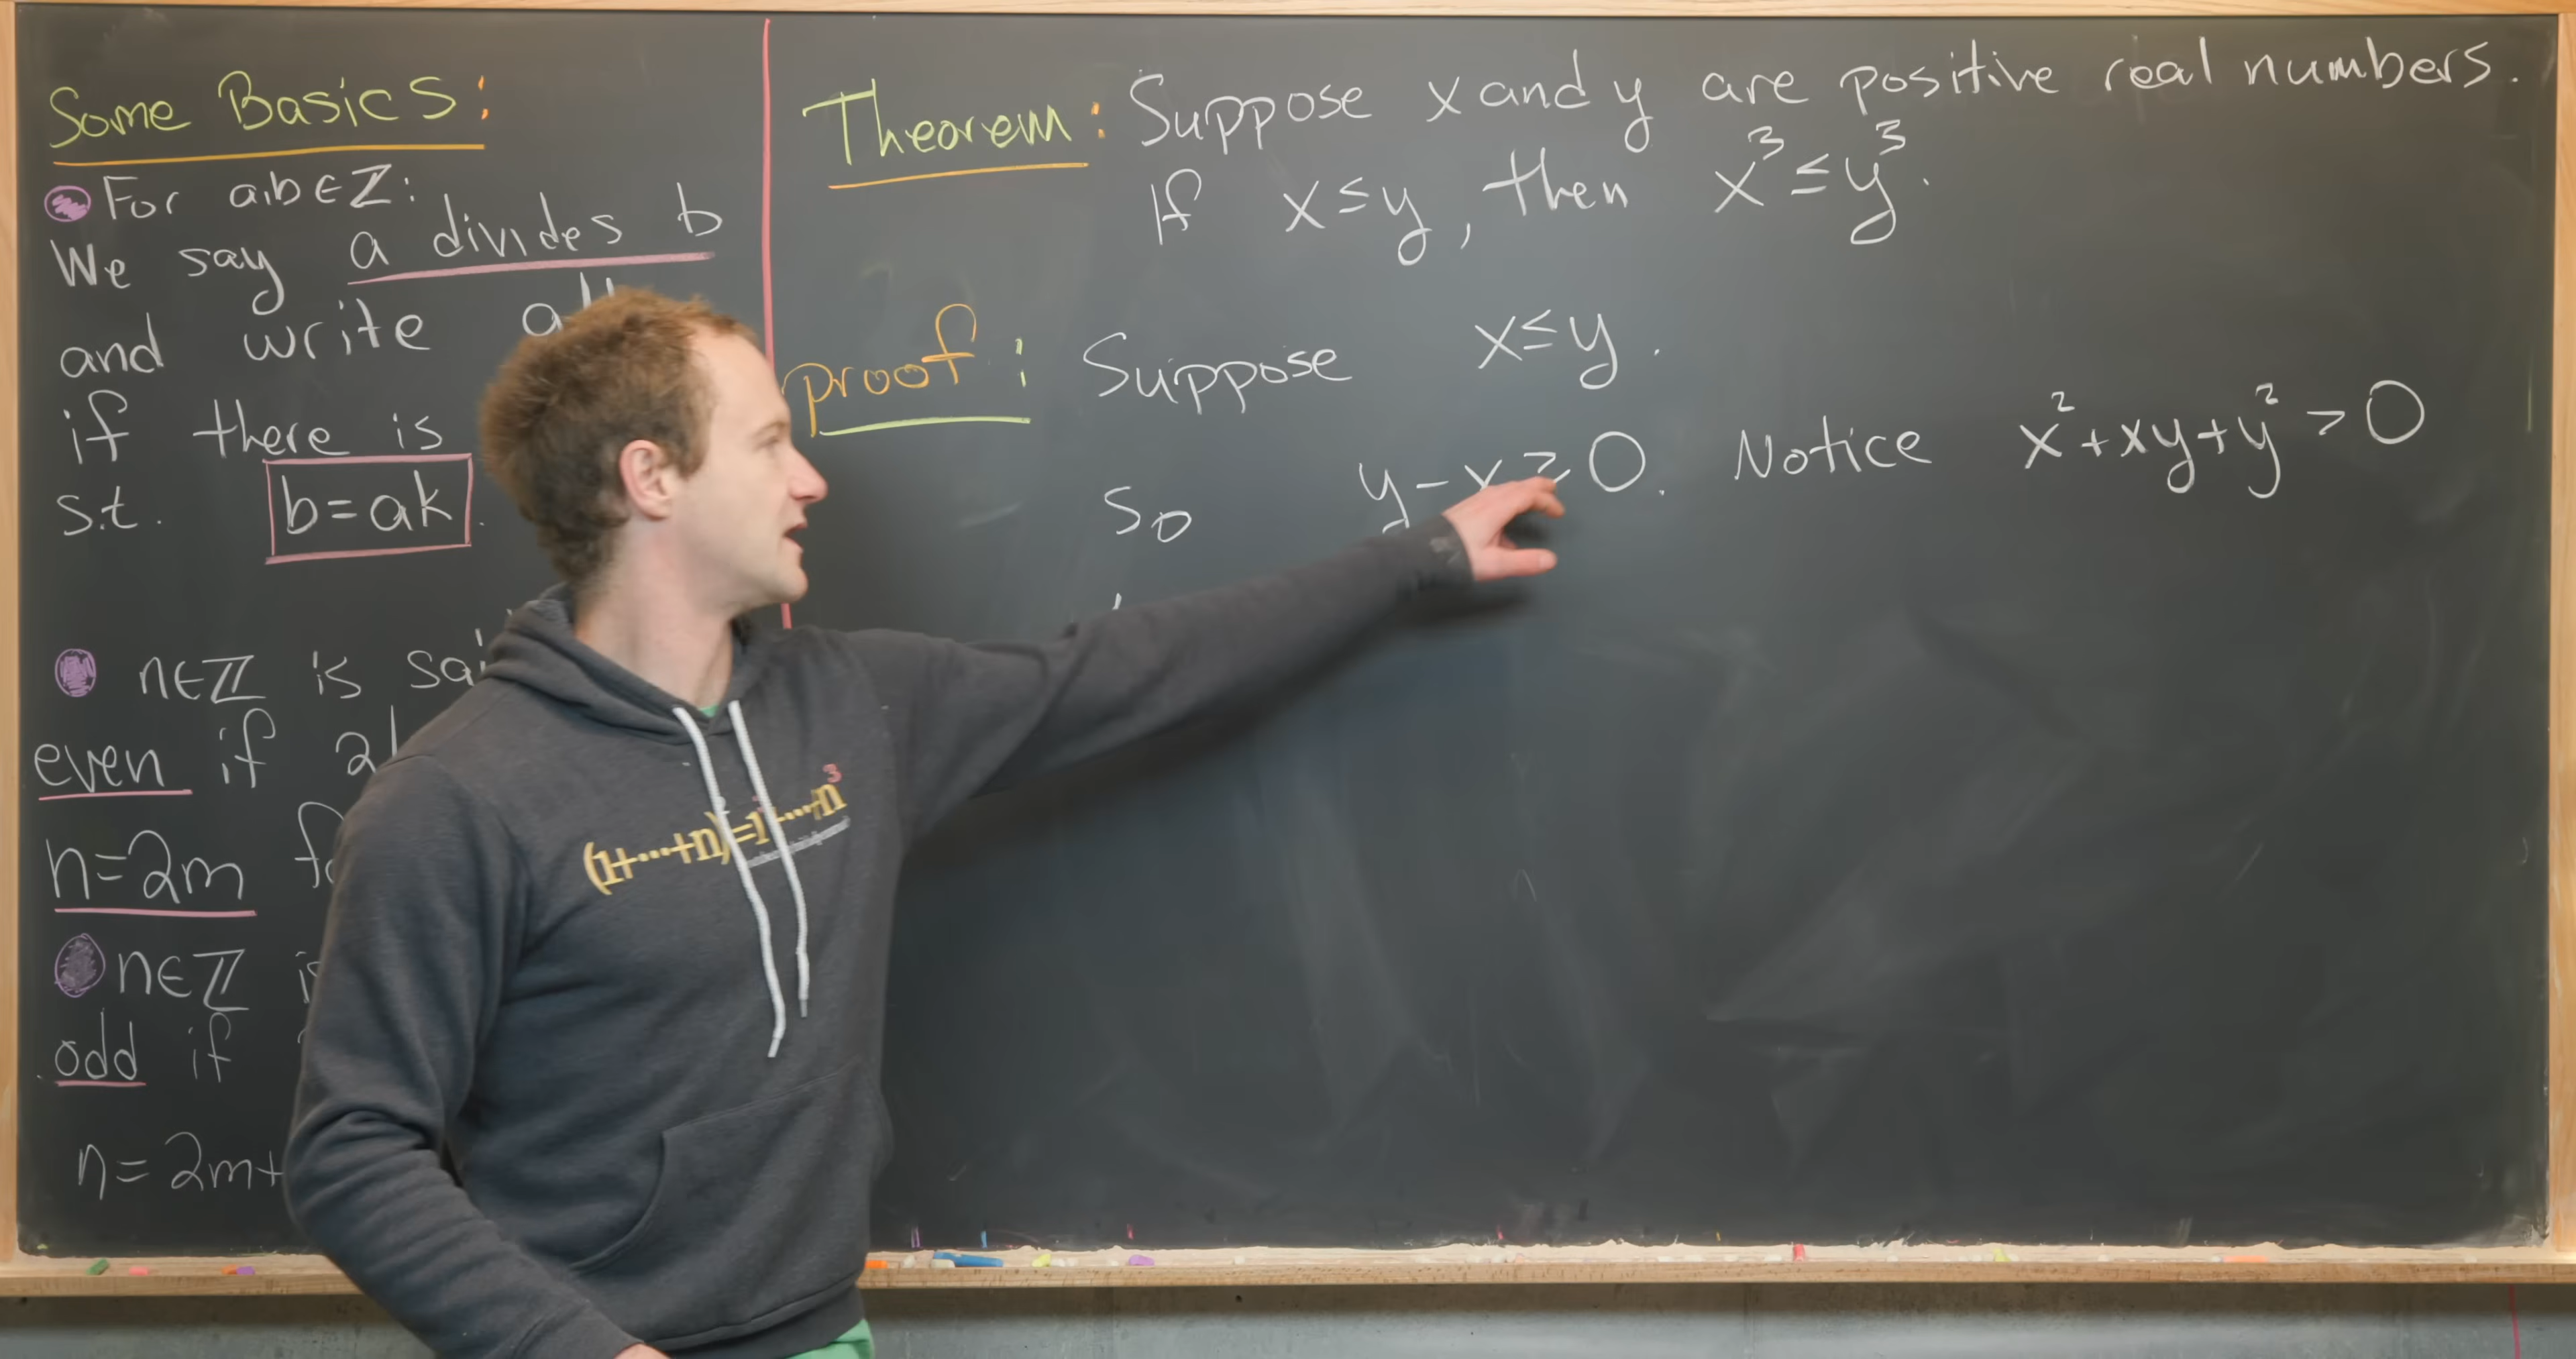 Some Basics:
For a,b∈ℤ:
We say a divides b
and write
if there is
s.t. b=ak.
n∈ℤ is
even if 2|
n=2m
n∈ℤ
odd if
n=2m+
Theorem: Suppose x and y are positive real numbers.
If x≤y, then x³≤y³.
proof: Suppose x≤y.
So y-x≥0. Notice x²+xy+y²>0